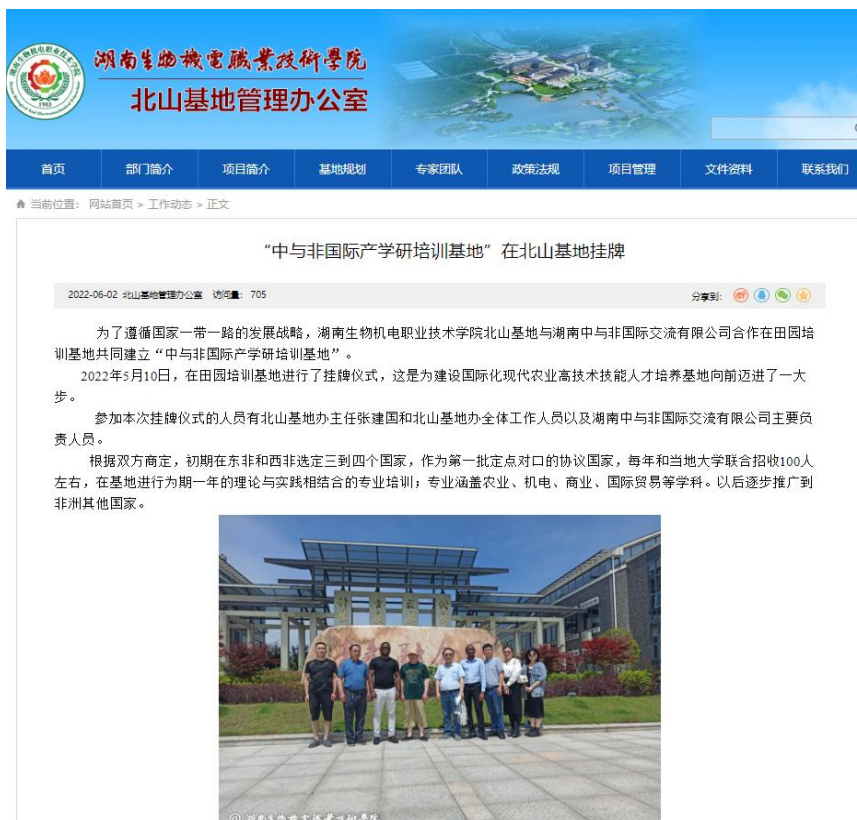 湖南生物機電職業技術學院
北山基地管理办公室
1903
首页 部门简介 项目简介 基地规划 专家团队 政策法规 项目管理 文件资料 联系我们
当前位置: 网站首页 > 工作动态 > 正文
“中与非国际产学研培训基地”在北山基地挂牌
2022-06-02 北山基地管理办公室 访问量: 705 分享到:
为了遵循国家一带一路的发展战略，湖南生物机电职业技术学院北山基地与湖南中与非国际交流有限公司合作在田园培
训基地共同建立“中与非国际产学研培训基地”。
2022年5月10日，在田园培训基地进行了挂牌仪式，这是为建设国际化现代农业高技术技能人才培养基地向前迈进了一大
步。
参加本次挂牌仪式的人员有北山基地办主任张建国和北山基地办全体工作人员以及湖南中与非国际交流有限公司主要负
责人员。
根据双方商定，初期在东非和西非选定三到四个国家，作为第一批定点对口的协议国家，每年和当地大学联合招收100人
左右，在基地进行为期一年的理论与实践相结合的专业培训；专业涵盖农业、机电、商业、国际贸易等学科。以后逐步推广到
非洲其他国家。
@湖南生物機電職業技術學院